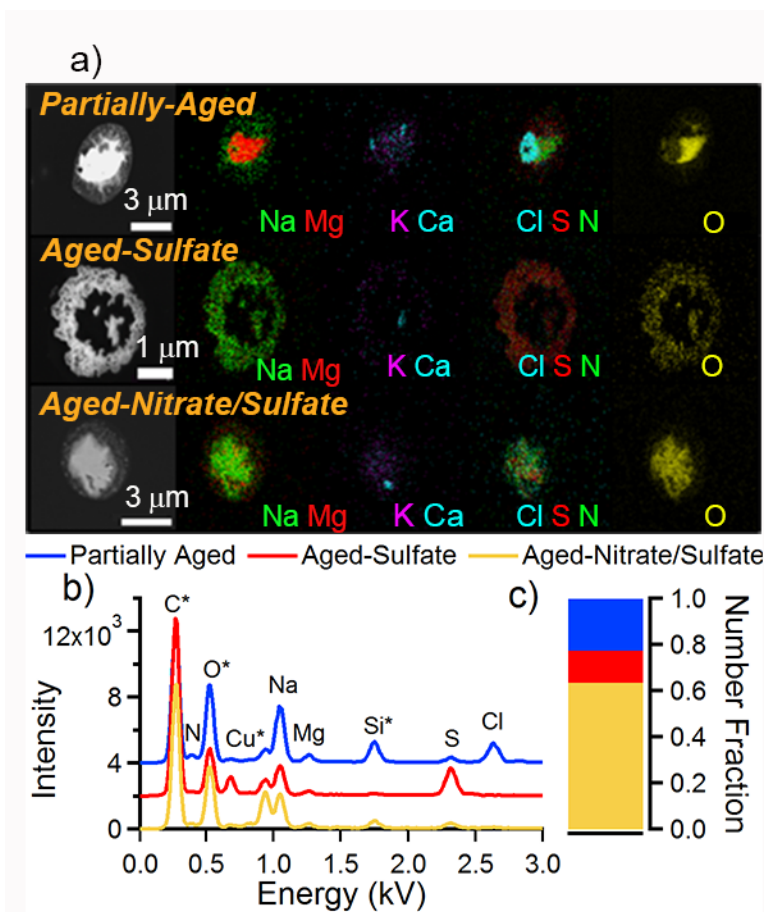 a)
Partially-Aged
3 μm
Na Mg
K Ca
Cl S N
O
Aged-Sulfate
1 μm
Na Mg
K Ca
Cl S N
O
Aged-Nitrate/Sulfate
3 μm
Na Mg
K Ca
Cl S N
O
Partially Aged Aged-Sulfate Aged-Nitrate/Sulfate
b)
C*
N
O*
Cu*
Na
Mg
Si*
S
Cl
12x10³
8
4
0
Intensity
0.0 0.5 1.0 1.5 2.0 2.5 3.0
Energy (kV)
c)
1.0
0.8
0.6
0.4
0.2
0.0
Number Fraction